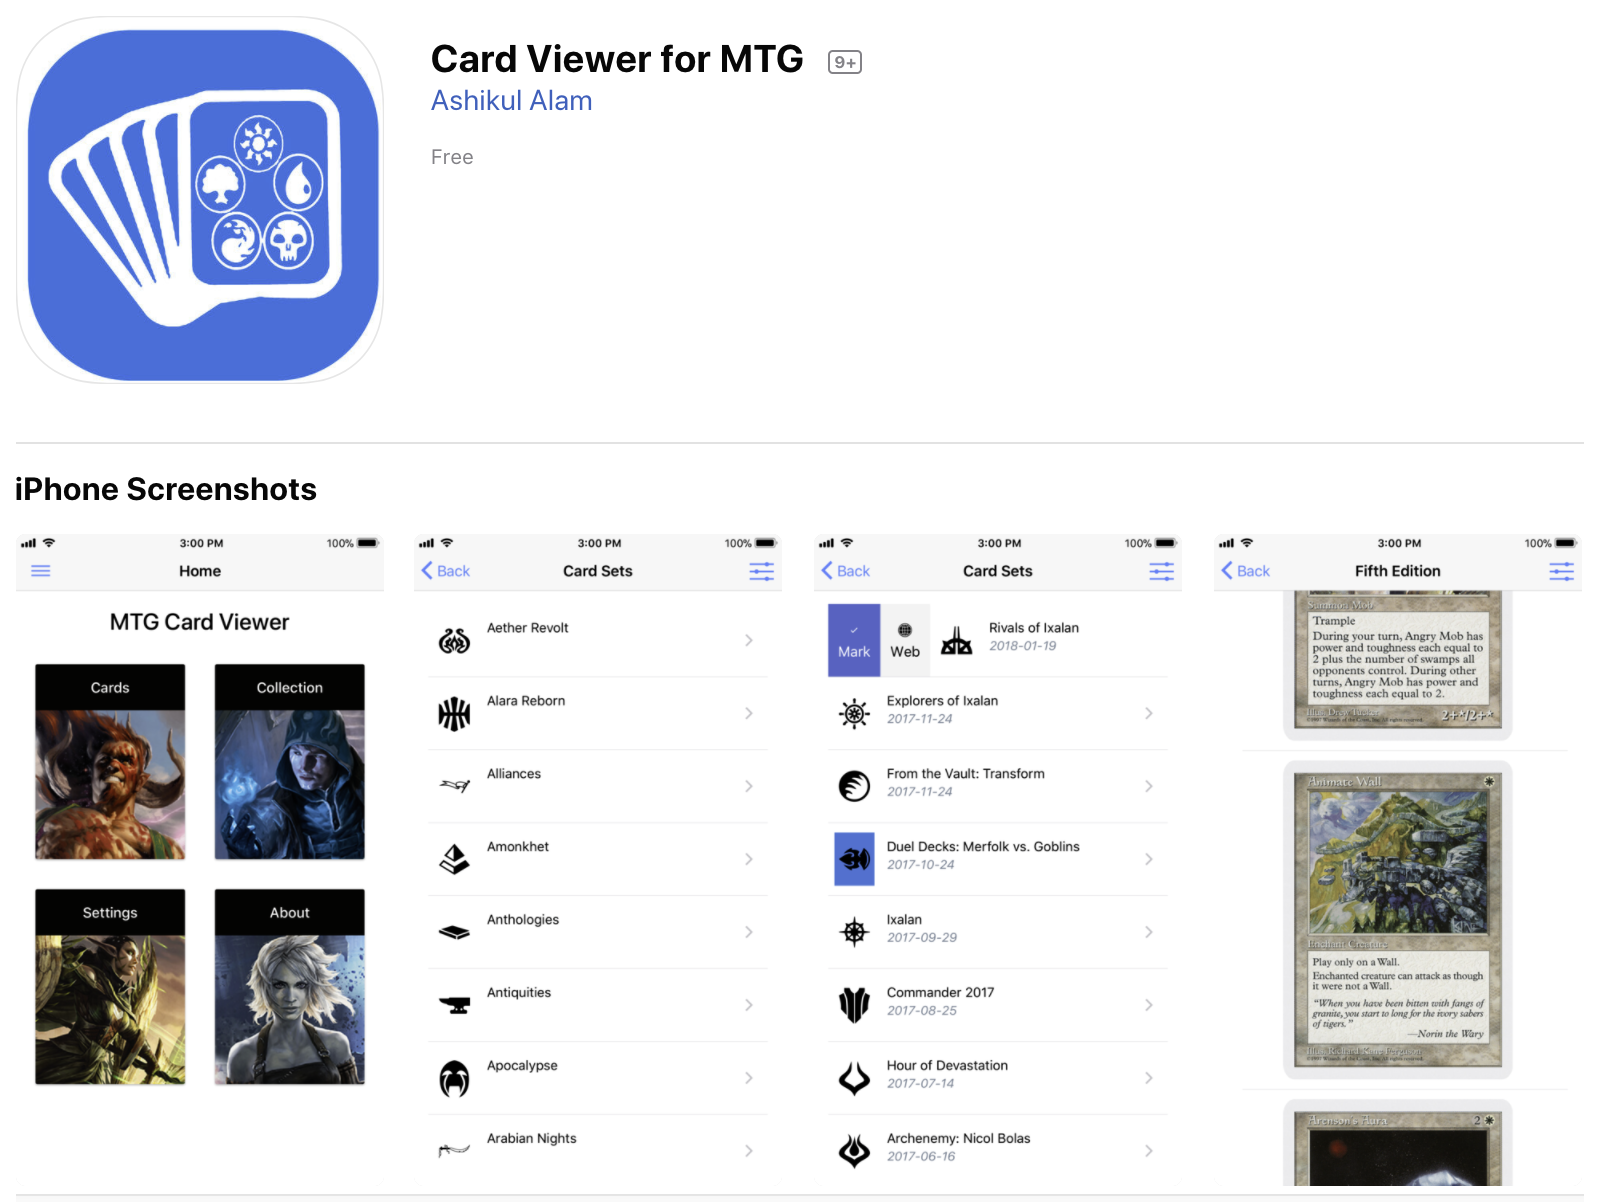 Card Viewer for MTG 9+
Ashikul Alam
Free
iPhone Screenshots
3:00 PM 100%
Home
MTG Card Viewer
Cards Collection
Settings About
3:00 PM 100%
Back Card Sets
Aether Revolt
Alara Reborn
Alliances
Amonkhet
Anthologies
Antiquities
Apocalypse
Arabian Nights
3:00 PM 100%
Back Card Sets
Mark Web
Rivals of Ixalan
2018-01-19
Explorers of Ixalan
2017-11-24
From the Vault: Transform
2017-11-24
Duel Decks: Merfolk vs. Goblins
2017-10-24
Ixalan
2017-09-29
Commander 2017
2017-08-25
Hour of Devastation
2017-07-14
Archenemy: Nicol Bolas
2017-06-16
3:00 PM 100%
Back Fifth Edition
Summon Mob
Trample
During your turn, Angry Mob has
power and toughness each equal to
2 plus the number of swamps all
opponents control. During other
turns, Angry Mob has power and
toughness each equal to 2.
2+*/2+*
Animate Wall
Enchant Creature
Play only on a Wall.
Enchanted creature can attack as though
it were not a Wall.
"When you have been bitten with fangs of
granite, you start to long for the ivory sabers
of tigers."
—Norin the Wary
Illus. Richard Kane Ferguson
Arenson's Aura 2